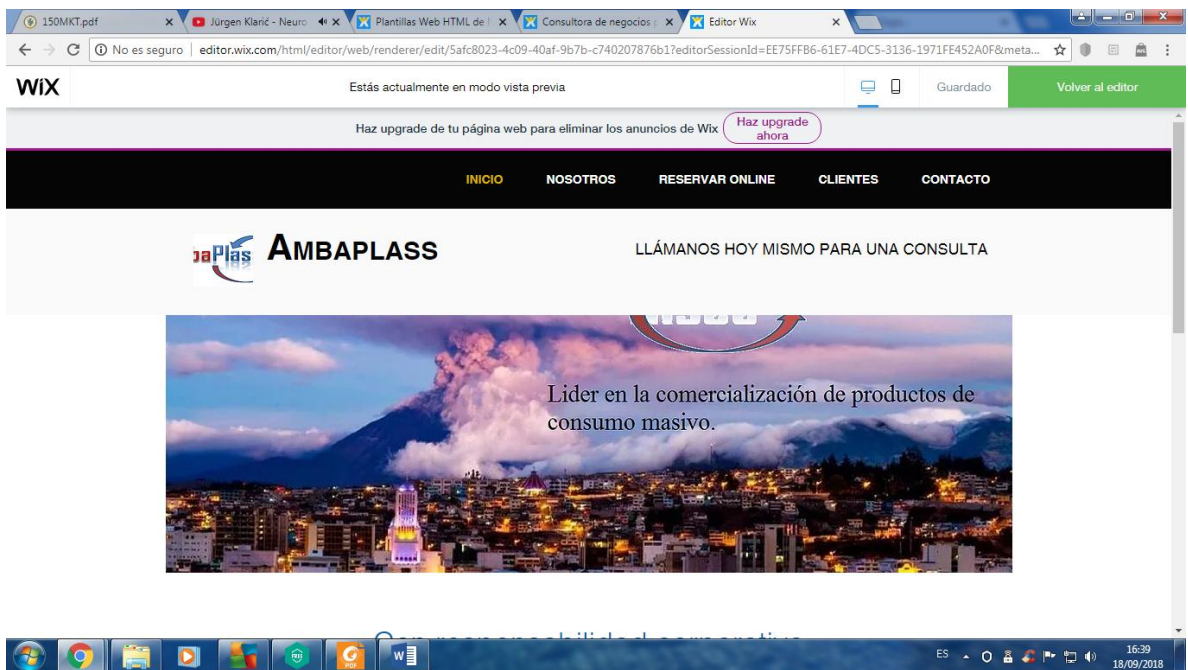 150MKT.pdf
Jürgen Klarić - Neuro
Plantillas Web HTML de
Consultora de negocios
Editor Wix
No es seguro | editor.wix.com/html/editor/web/renderer/edit/5afc8023-4c09-40af-9b7b-c740207876b1?editorSessionId=EE75FFB6-61E7-4DC5-3136-1971FE452A0F&meta...
WiX
Estás actualmente en modo vista previa
Guardado
Volver al editor
Haz upgrade de tu página web para eliminar los anuncios de Wix
Haz upgrade
ahora
INICIO NOSOTROS RESERVAR ONLINE CLIENTES CONTACTO
Plas
AMBAPLASS
LLÁMANOS HOY MISMO PARA UNA CONSULTA
Lider en la comercialización de productos de
consumo masivo.
Con responsabilidad corporativa
ES
16:39
18/09/2018